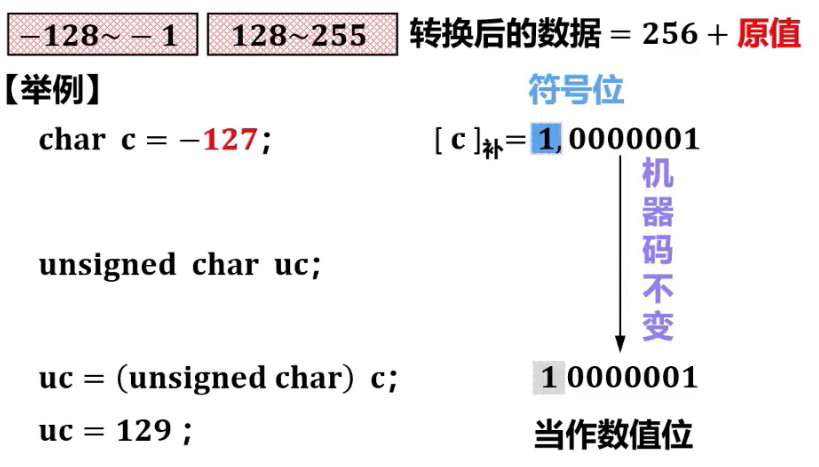 −128~−1 128~255 转换后的数据 = 256 + 原值
【举例】 符号位
char c = −127; [ c ]补= 1,0000001
机器码不变
unsigned char uc;
uc = (unsigned char) c; 1 0000001
uc = 129 ; 当作数值位